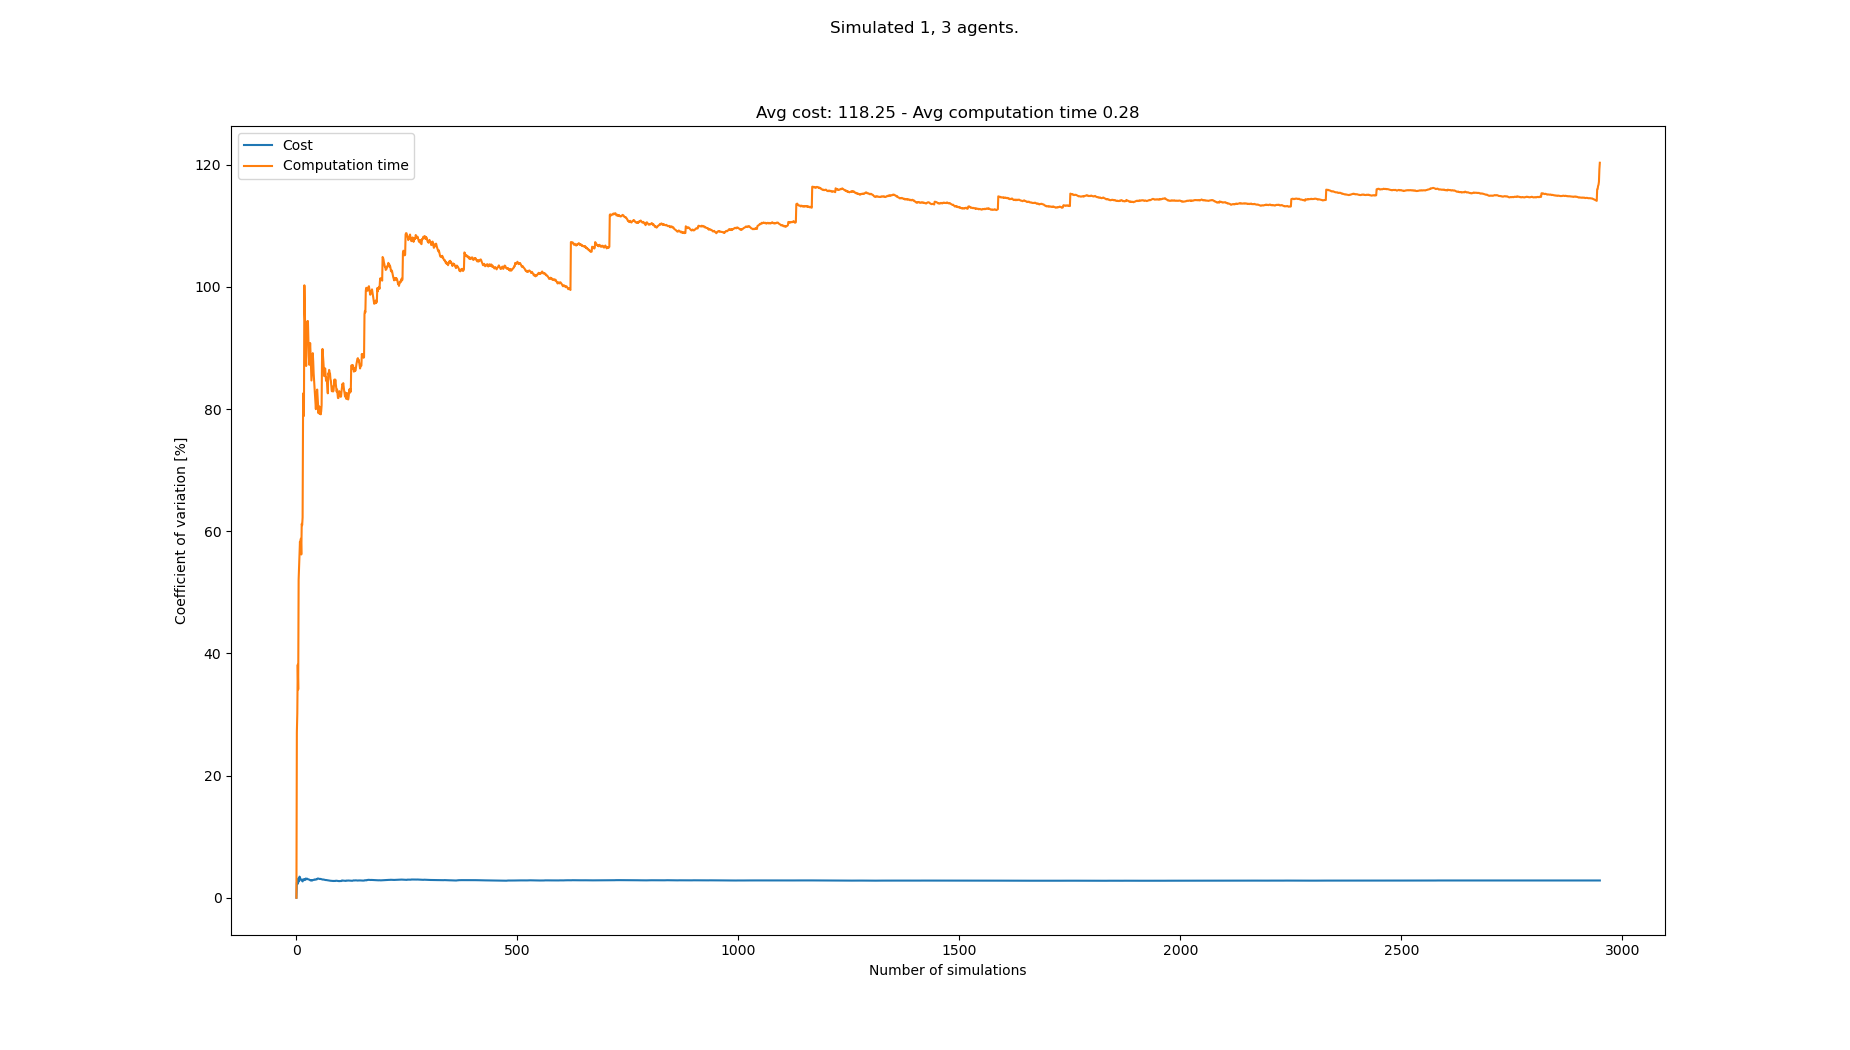 Simulated 1, 3 agents.
Avg cost: 118.25 - Avg computation time 0.28
Cost
Computation time
120
100
80
60
40
20
0
Coefficient of variation [%]
0 500 1000 1500 2000 2500 3000
Number of simulations